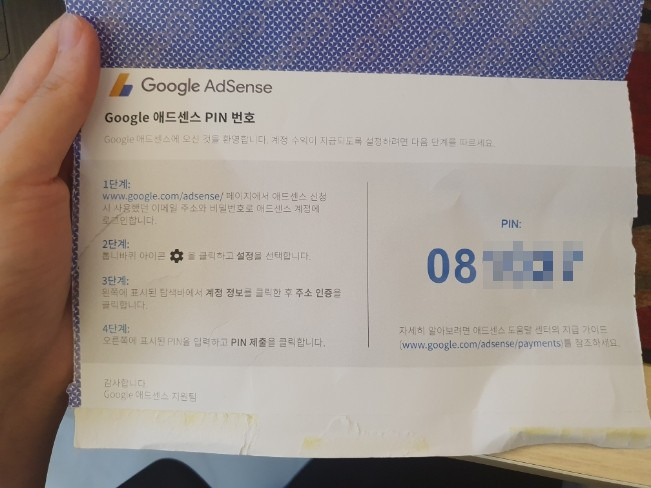 Google AdSense
Google 애드센스 PIN 번호
Google 애드센스에 오신 것을 환영합니다. 계정 수익이 지급되도록 설정하려면 다음 단계를 따르세요.
1단계:
www.google.com/adsense/ 페이지에서 애드센스 신청
시 사용했던 이메일 주소와 비밀번호로 애드센스 계정에
로그인합니다.
2단계:
톱니바퀴 아이콘 을 클릭하고 설정을 선택합니다.
3단계:
왼쪽에 표시된 탐색바에서 계정 정보를 클릭한 후 주소 인증을
클릭합니다.
4단계:
오른쪽에 표시된 PIN을 입력하고 PIN 제출을 클릭합니다.
PIN:
08
자세히 알아보려면 애드센스 도움말 센터와 지급 가이드
(www.google.com/adsense/payments)를 참조하세요.
감사합니다.
Google 애드센스 지원팀